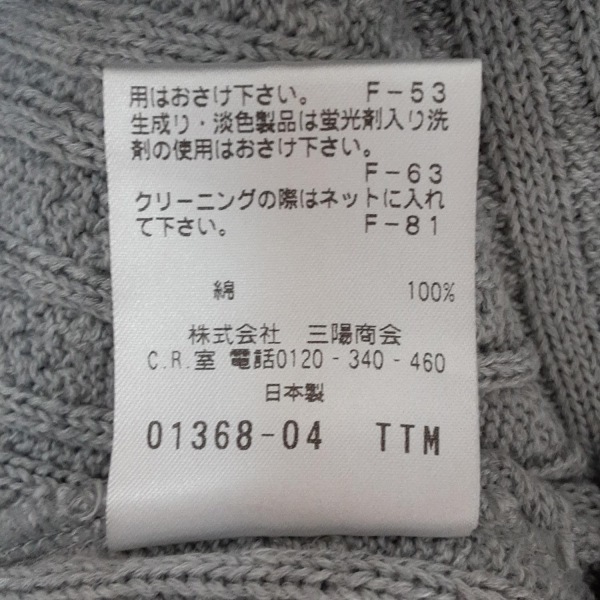 用はおさけ下さい。 F-53
生成り・淡色製品は蛍光剤入り洗
剤の使用はおさけ下さい。
F-63
クリーニングの際はネットに入れ
て下さい。 F-81
綿 100%
株式会社 三陽商会
C.R.室 電話0120-340-460
日本製
01368-04 TTM